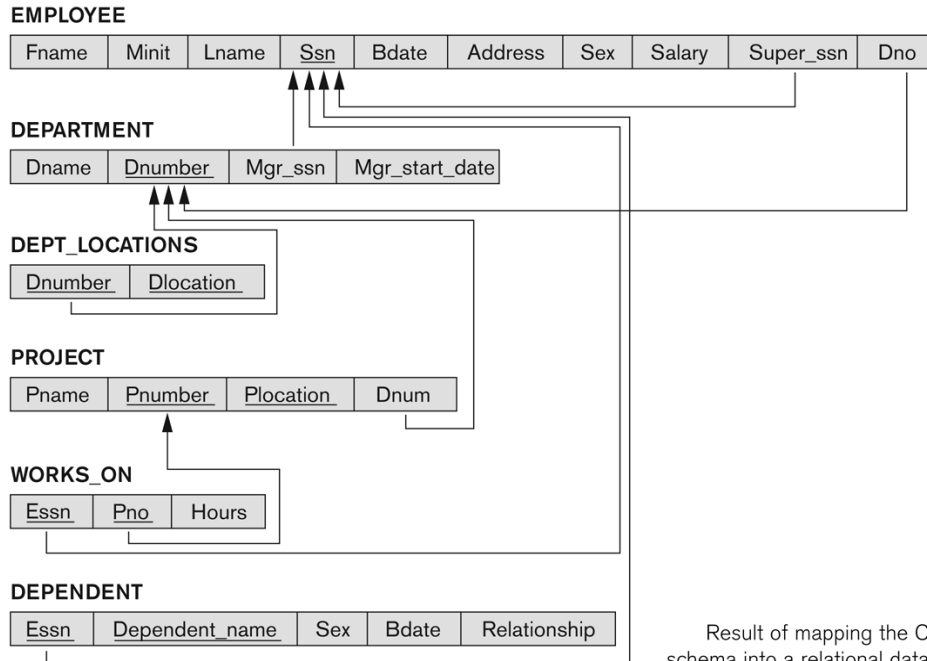 EMPLOYEE
Fname Minit Lname Ssn Bdate Address Sex Salary Super_ssn Dno
DEPARTMENT
Dname Dnumber Mgr_ssn Mgr_start_date
DEPT_LOCATIONS
Dnumber Dlocation
PROJECT
Pname Pnumber Plocation Dnum
WORKS_ON
Essn Pno Hours
DEPENDENT
Essn Dependent_name Sex Bdate Relationship
Result of mapping the C
schema into a relational data